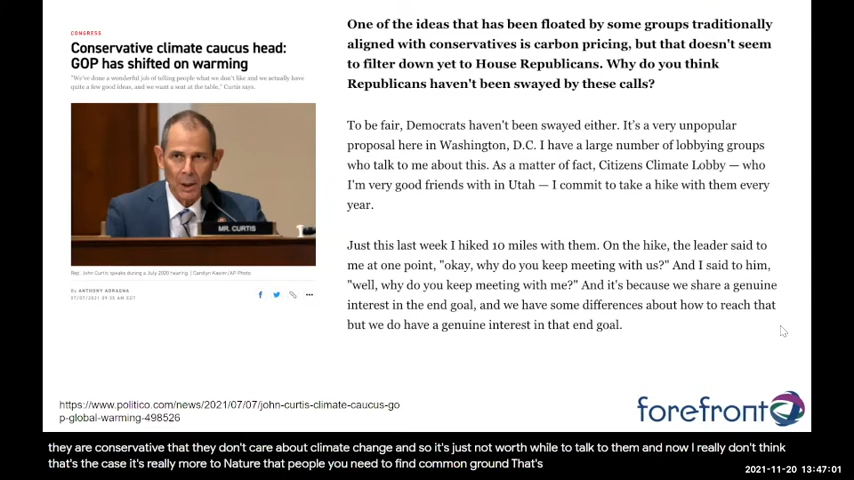 CONGRESS
Conservative climate caucus head:
GOP has shifted on warming
"We've done a wonderful job of telling people what we don't like and we actually have
quite a few good ideas, and we want a seat at the table," Curtis says.
MR. CURTIS
Rep. John Curtis speaks during a July 2020 hearing. | Carolyn Kaster/AP Photo
By ANTHONY ADRAGNA
07/07/2021 09:35 AM EDT
One of the ideas that has been floated by some groups traditionally
aligned with conservatives is carbon pricing, but that doesn't seem
to filter down yet to House Republicans. Why do you think
Republicans haven't been swayed by these calls?
To be fair, Democrats haven't been swayed either. It's a very unpopular
proposal here in Washington, D.C. I have a large number of lobbying groups
who talk to me about this. As a matter of fact, Citizens Climate Lobby — who
I'm very good friends with in Utah — I commit to take a hike with them every
year.
Just this last week I hiked 10 miles with them. On the hike, the leader said to
me at one point, "okay, why do you keep meeting with us?" And I said to him,
"well, why do you keep meeting with me?" And it's because we share a genuine
interest in the end goal, and we have some differences about how to reach that
but we do have a genuine interest in that end goal.
https://www.politico.com/news/2021/07/07/john-curtis-climate-caucus-go
p-global-warming-498526
forefront
they are conservative that they don't care about climate change and so it's just not worth while to talk to them and now I really don't think
that's the case it's really more to Nature that people you need to find common ground That's
2021-11-20 13:47:01